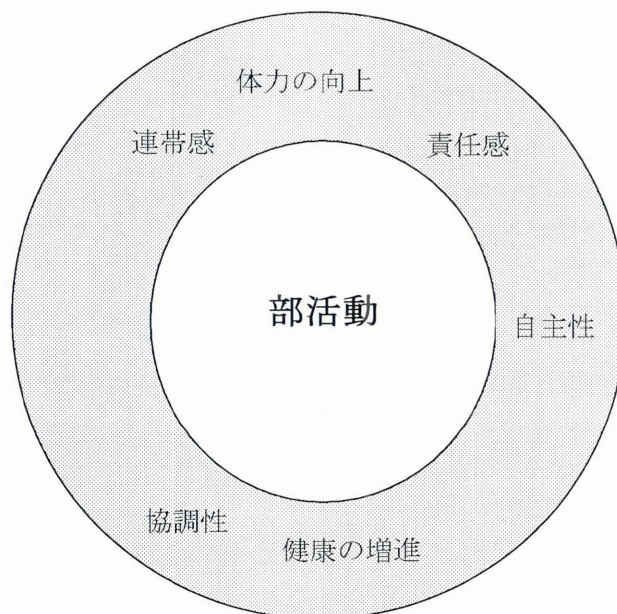 体力の向上
連帯感
責任感
部活動
自主性
協調性
健康の増進